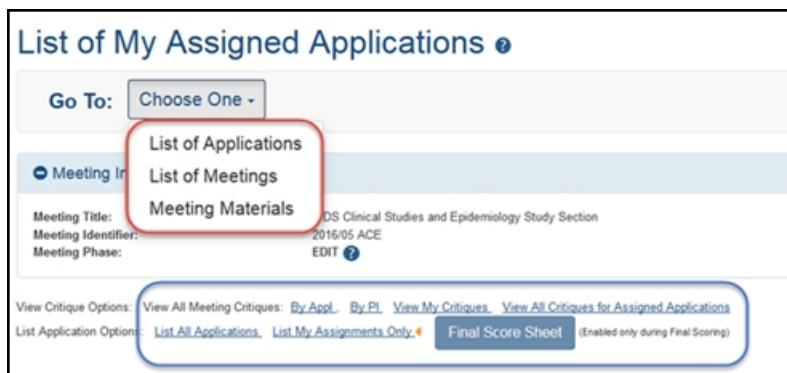 List of My Assigned Applications ?
Go To: Choose One
List of Applications
List of Meetings
Meeting Materials
Meeting In
Meeting Title: DS Clinical Studies and Epidemiology Study Section
Meeting Identifier: 2016/05 ACE
Meeting Phase: EDIT ?
View Critique Options: View All Meeting Critiques: By Appl, By PI View My Critiques View All Critiques for Assigned Applications
List Application Options: List All Applications List My Assignments Only Final Score Sheet (Enabled only during Final Scoring)